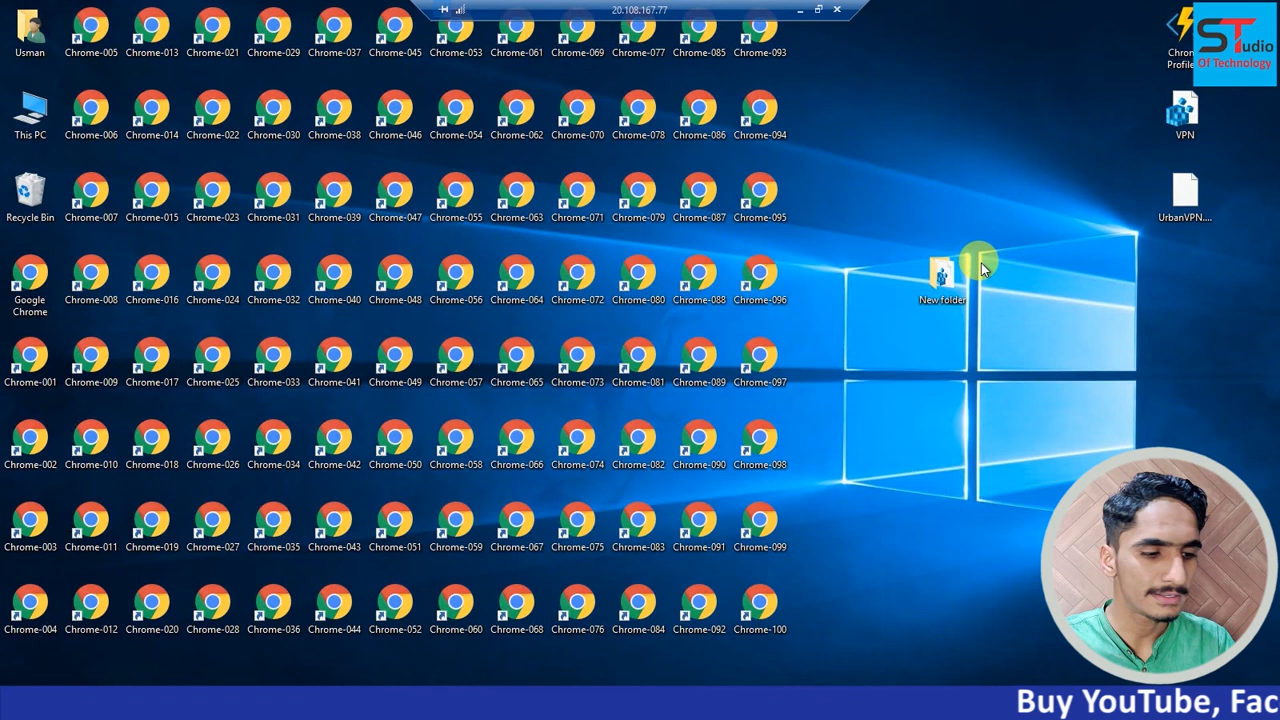 20.108.167.77
Usman
Chrome-005
Chrome-013
Chrome-021
Chrome-029
Chrome-037
Chrome-045
Chrome-053
Chrome-061
Chrome-069
Chrome-077
Chrome-085
Chrome-093
Chron
Profile
STudio
Of Technology
This PC
Chrome-006
Chrome-014
Chrome-022
Chrome-030
Chrome-038
Chrome-046
Chrome-054
Chrome-062
Chrome-070
Chrome-078
Chrome-086
Chrome-094
VPN
Recycle Bin
Chrome-007
Chrome-015
Chrome-023
Chrome-031
Chrome-039
Chrome-047
Chrome-055
Chrome-063
Chrome-071
Chrome-079
Chrome-087
Chrome-095
UrbanVPN....
Google
Chrome
Chrome-008
Chrome-016
Chrome-024
Chrome-032
Chrome-040
Chrome-048
Chrome-056
Chrome-064
Chrome-072
Chrome-080
Chrome-088
Chrome-096
New folder
Chrome-001
Chrome-009
Chrome-017
Chrome-025
Chrome-033
Chrome-041
Chrome-049
Chrome-057
Chrome-065
Chrome-073
Chrome-081
Chrome-089
Chrome-097
Chrome-002
Chrome-010
Chrome-018
Chrome-026
Chrome-034
Chrome-042
Chrome-050
Chrome-058
Chrome-066
Chrome-074
Chrome-082
Chrome-090
Chrome-098
Chrome-003
Chrome-011
Chrome-019
Chrome-027
Chrome-035
Chrome-043
Chrome-051
Chrome-059
Chrome-067
Chrome-075
Chrome-083
Chrome-091
Chrome-099
Chrome-004
Chrome-012
Chrome-020
Chrome-028
Chrome-036
Chrome-044
Chrome-052
Chrome-060
Chrome-068
Chrome-076
Chrome-084
Chrome-092
Chrome-100
Buy YouTube, Fac